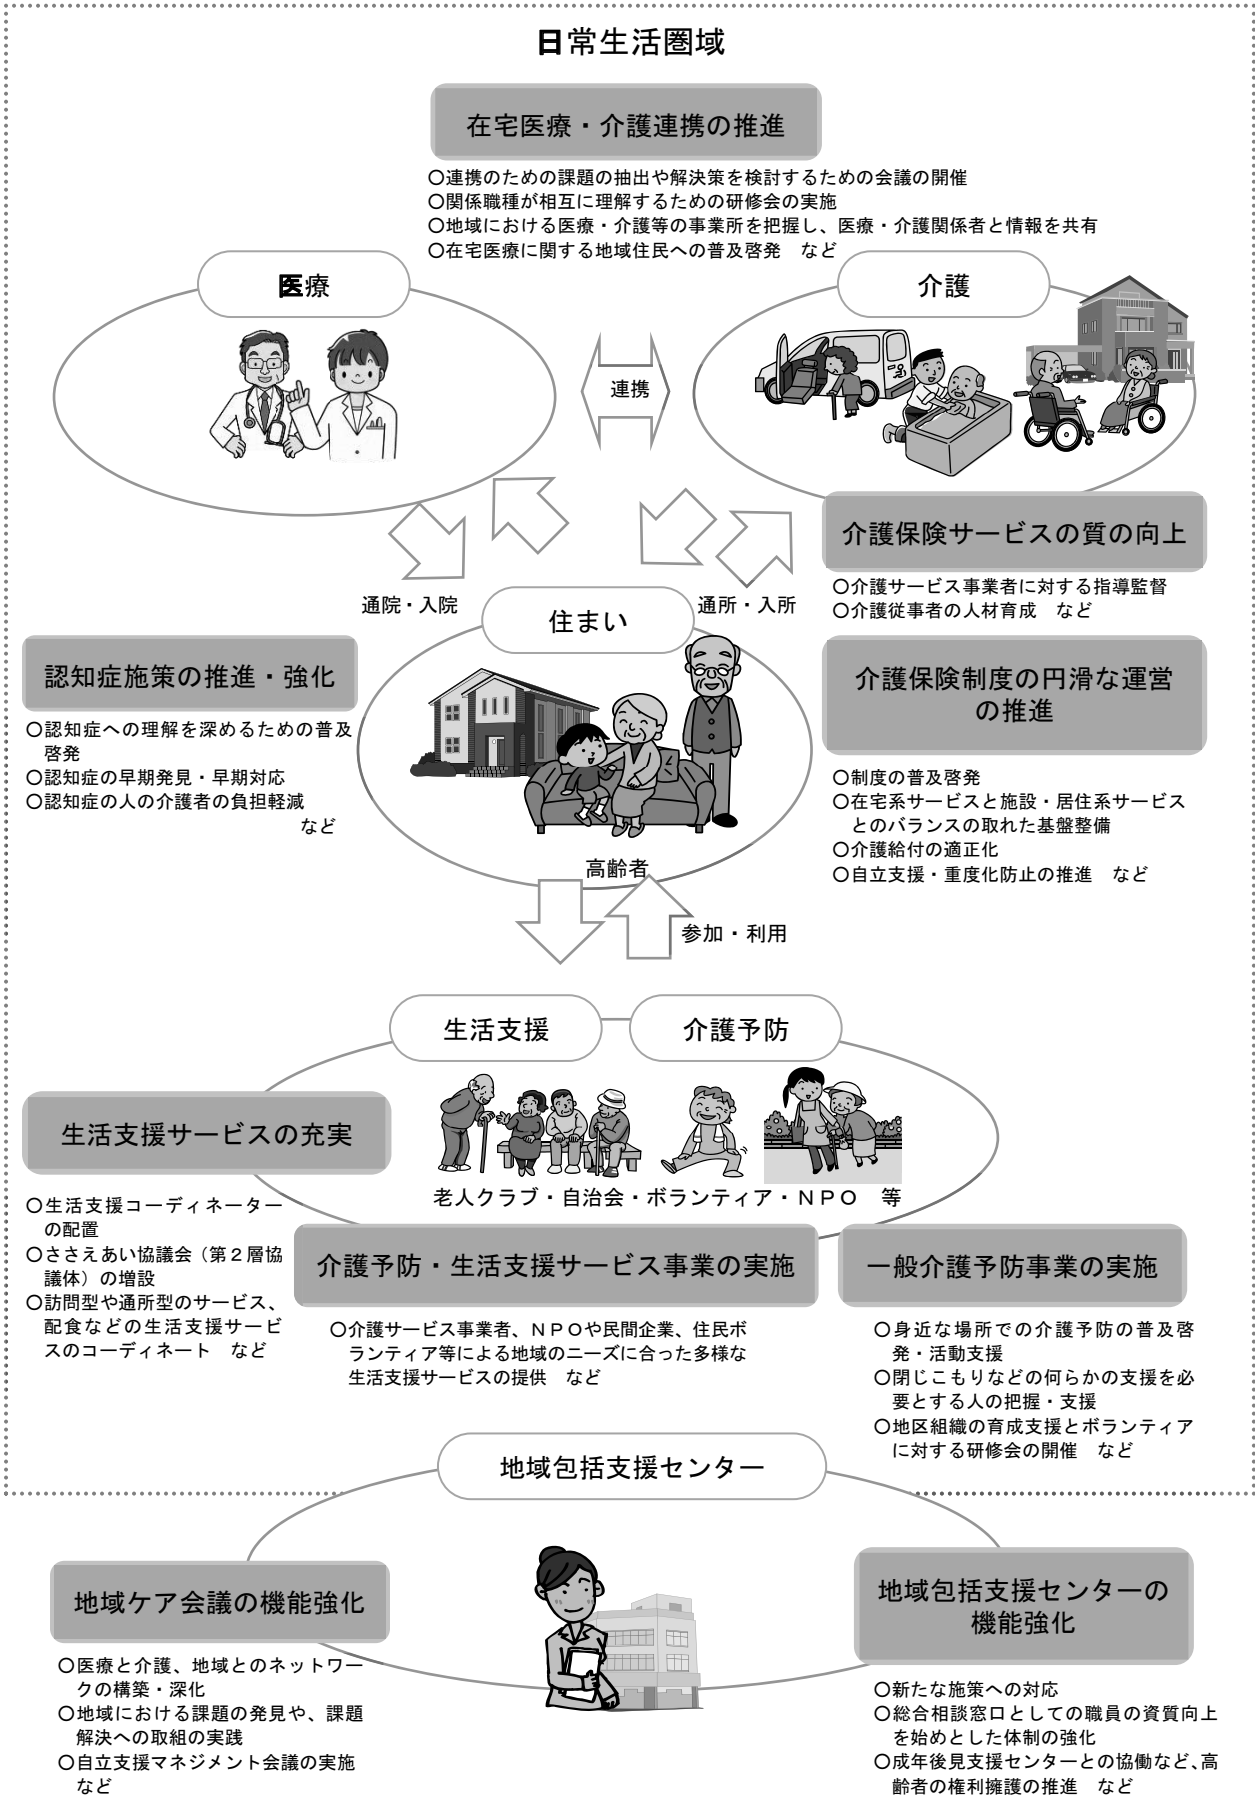 日常生活圏域
在宅医療・介護連携の推進
○連携のための課題の抽出や解決策を検討するための会議の開催
○関係職種が相互に理解するための研修会の実施
○地域における医療・介護等の事業所を把握し、医療・介護関係者と情報を共有
○在宅医療に関する地域住民への普及啓発　など
医療
介護
連携
通院・入院
通所・入所
介護保険サービスの質の向上
○介護サービス事業者に対する指導監督
○介護従事者の人材育成　など
住まい
高齢者
認知症施策の推進・強化
○認知症への理解を深めるための普及
啓発
○認知症の早期発見・早期対応
○認知症の人の介護者の負担軽減
など
介護保険制度の円滑な運営
の推進
○制度の普及啓発
○在宅系サービスと施設・居住系サービス
とのバランスの取れた基盤整備
○介護給付の適正化
○自立支援・重度化防止の推進　など
参加・利用
生活支援
介護予防
老人クラブ・自治会・ボランティア・ＮＰＯ　等
生活支援サービスの充実
○生活支援コーディネーター
の配置
○ささえあい協議会（第２層協
議体）の増設
○訪問型や通所型のサービス、
配食などの生活支援サービ
スのコーディネート　など
介護予防・生活支援サービス事業の実施
○介護サービス事業者、ＮＰＯや民間企業、住民ボ
ランティア等による地域のニーズに合った多様な
生活支援サービスの提供　など
一般介護予防事業の実施
○身近な場所での介護予防の普及啓
発・活動支援
○閉じこもりなどの何らかの支援を必
要とする人の把握・支援
○地区組織の育成支援とボランティア
に対する研修会の開催　など
地域包括支援センター
地域ケア会議の機能強化
○医療と介護、地域とのネットワー
クの構築・深化
○地域における課題の発見や、課題
解決への取組の実践
○自立支援マネジメント会議の実施
など
地域包括支援センターの
機能強化
○新たな施策への対応
○総合相談窓口としての職員の資質向上
を始めとした体制の強化
○成年後見支援センターとの協働など、高
齢者の権利擁護の推進　など